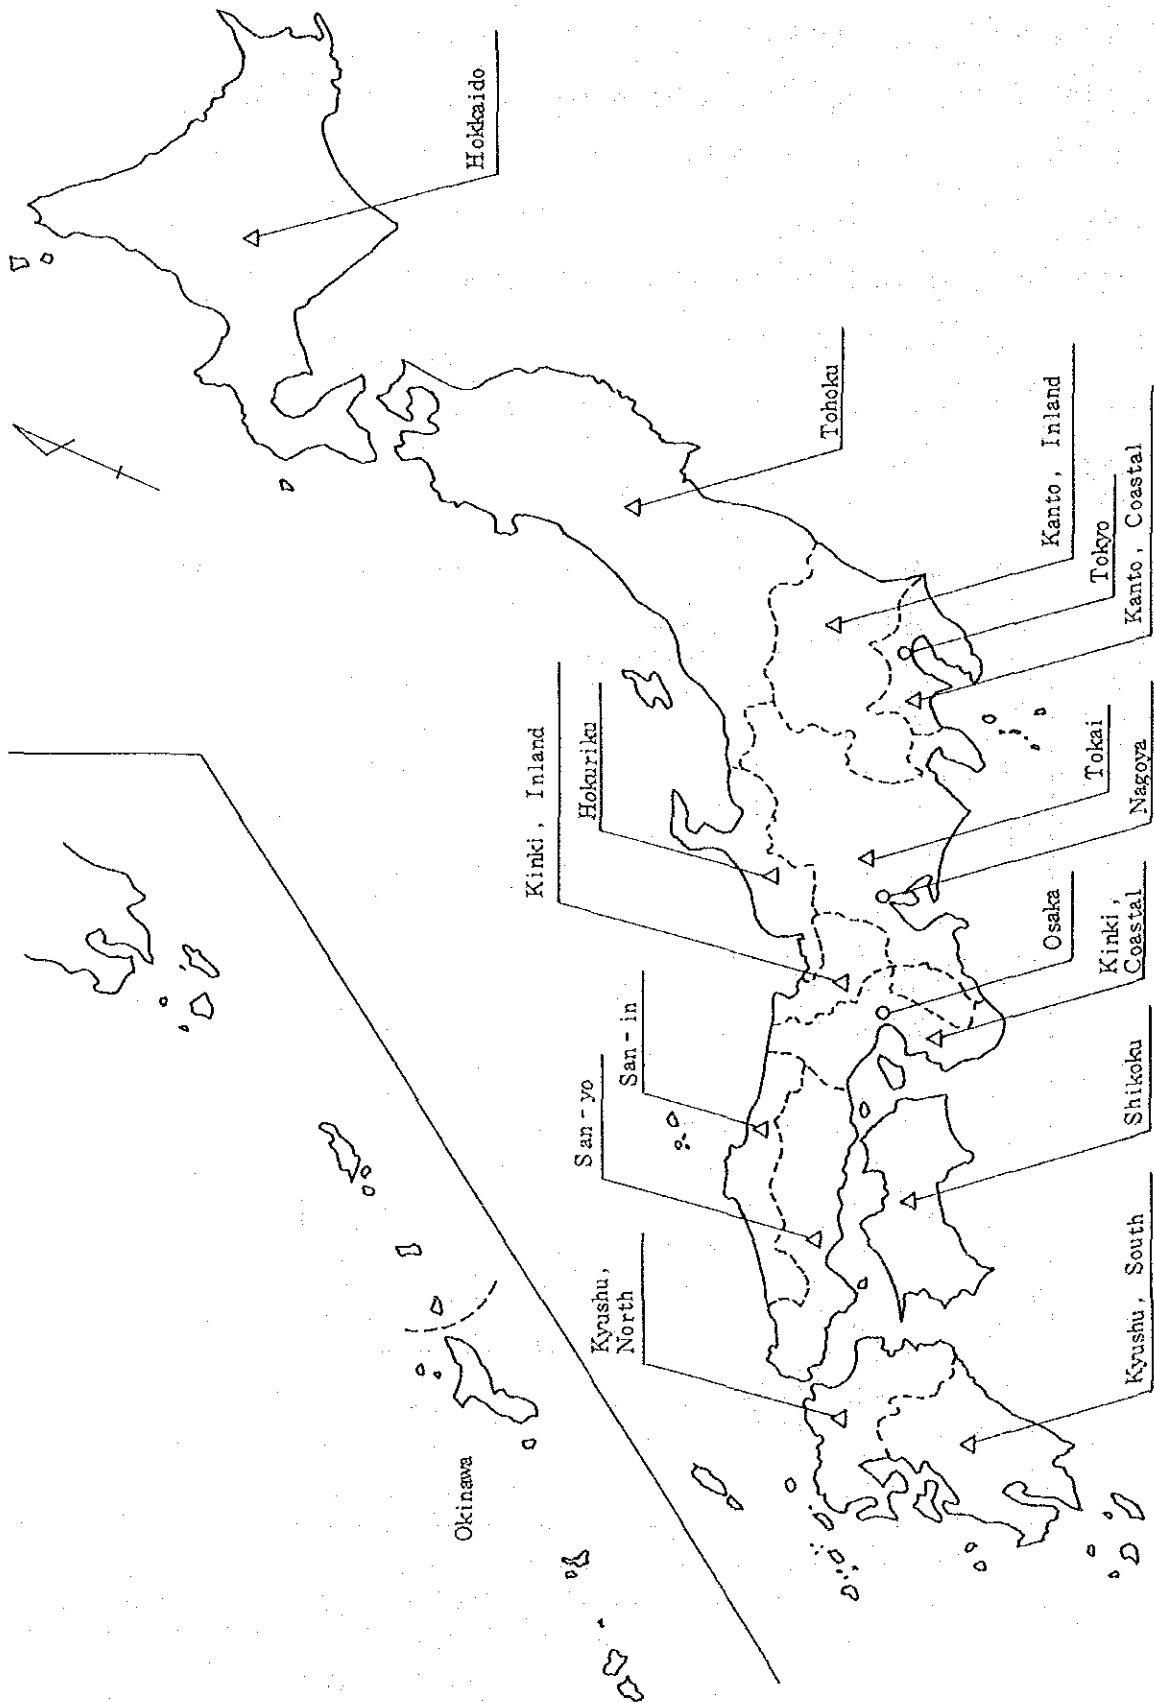 Hokkaido
Tohoku
Kanto, Inland
Tokyo
Kanto, Coastal
Kinki, Inland
Hokuriku
Tokai
Nagoya
San-in
San-yo
Osaka
Kinki,
Coastal
Shikoku
Kyushu,
North
Kyushu, South
Okinawa